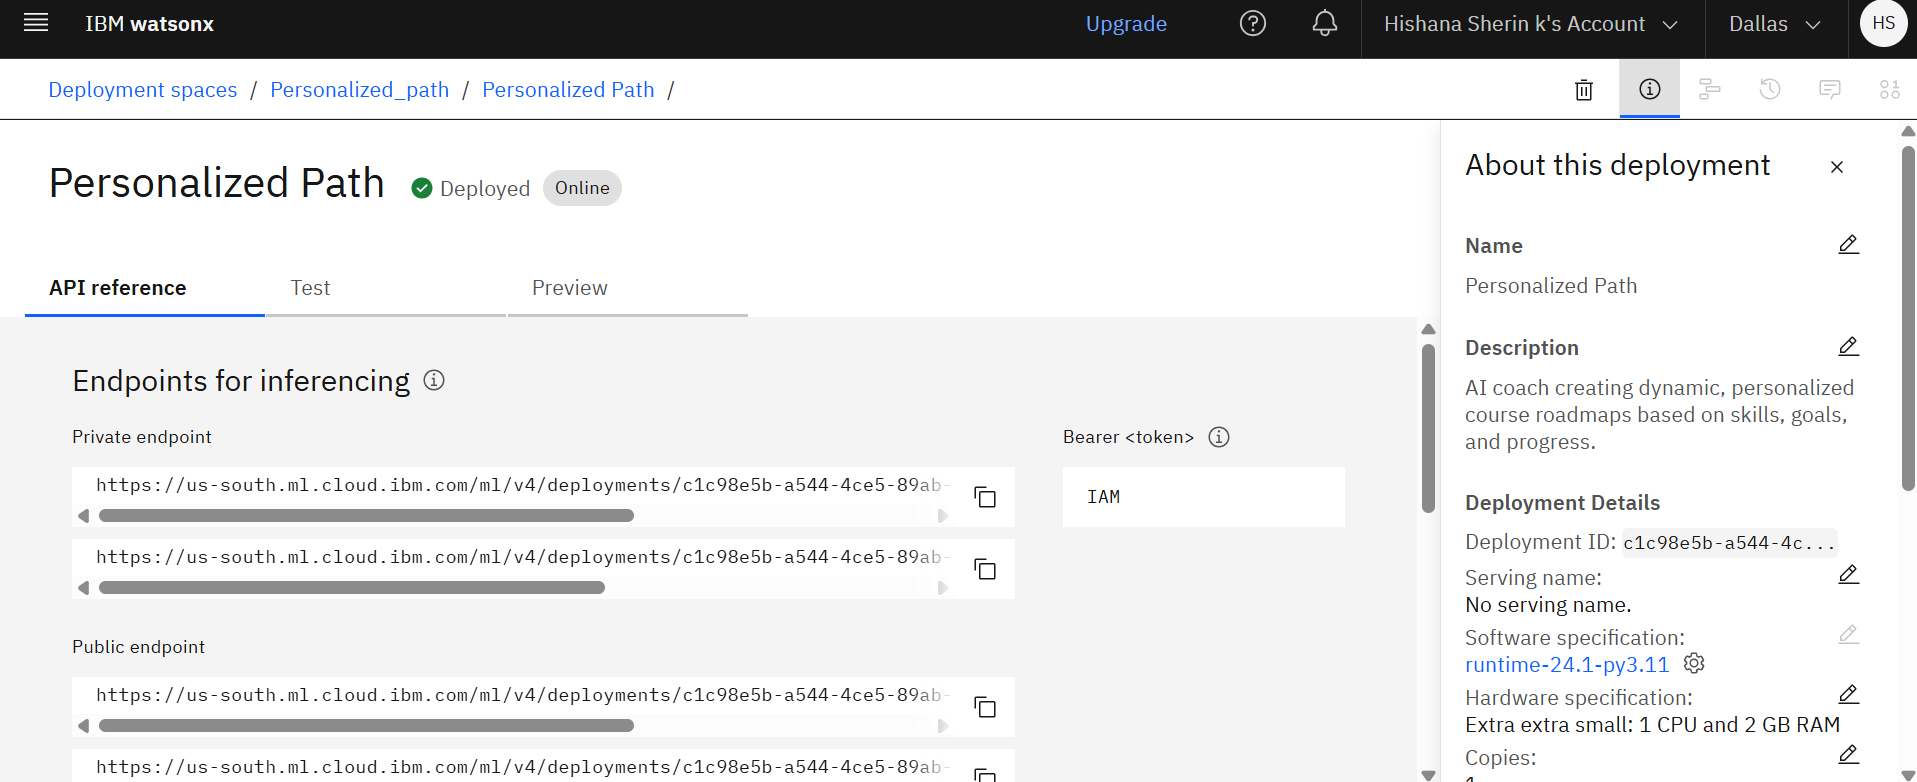 IBM watsonx
Upgrade
Hishana Sherin k's Account
Dallas
HS
Deployment spaces / Personalized_path / Personalized Path /
Personalized Path
Deployed
Online
API reference
Test
Preview
Endpoints for inferencing
Private endpoint
https://us-south.ml.cloud.ibm.com/ml/v4/deployments/c1c98e5b-a544-4ce5-89ab-
https://us-south.ml.cloud.ibm.com/ml/v4/deployments/c1c98e5b-a544-4ce5-89ab-
Public endpoint
https://us-south.ml.cloud.ibm.com/ml/v4/deployments/c1c98e5b-a544-4ce5-89ab-
https://us-south.ml.cloud.ibm.com/ml/v4/deployments/c1c98e5b-a544-4ce5-89ab-
Bearer <token>
IAM
About this deployment
Name
Personalized Path
Description
AI coach creating dynamic, personalized
course roadmaps based on skills, goals,
and progress.
Deployment Details
Deployment ID: c1c98e5b-a544-4c...
Serving name:
No serving name.
Software specification:
runtime-24.1-py3.11
Hardware specification:
Extra extra small: 1 CPU and 2 GB RAM
Copies: